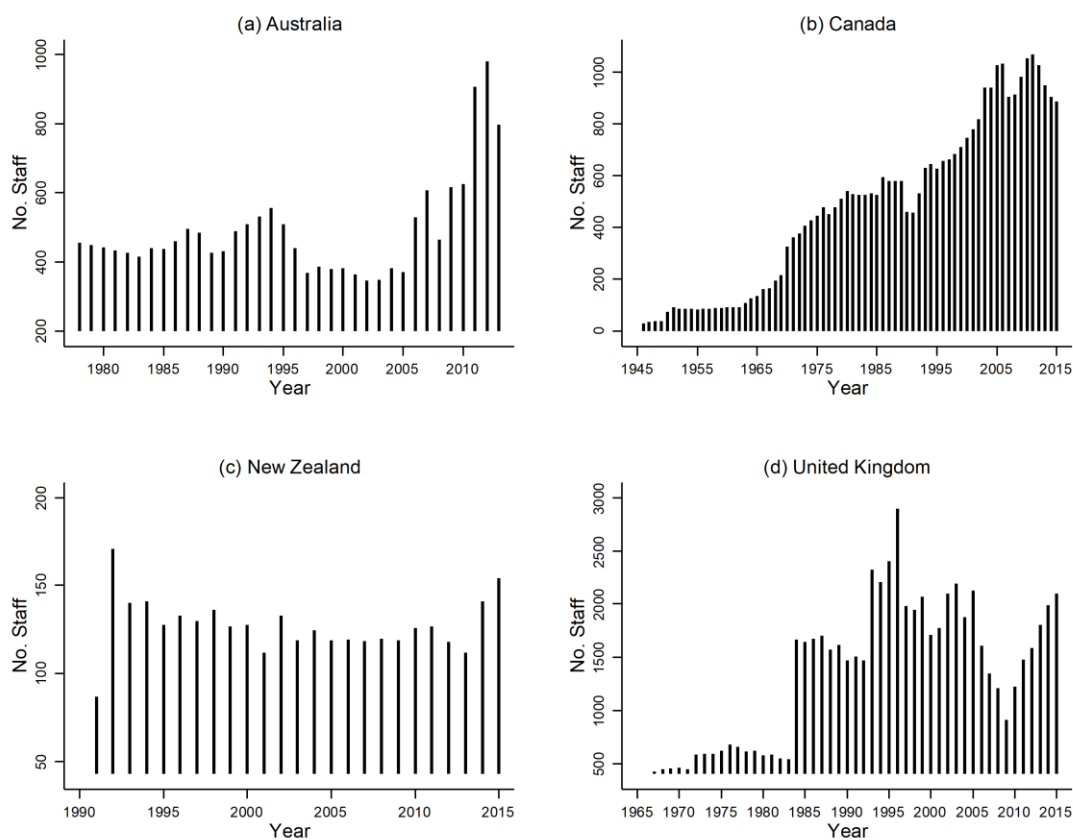 (a) Australia
No. Staff
1000
800
600
400
200
1980 1985 1990 1995 2000 2005 2010
Year
(b) Canada
No. Staff
1000
800
600
400
200
0
1945 1955 1965 1975 1985 1995 2005 2015
Year
(c) New Zealand
No. Staff
200
150
100
50
1990 1995 2000 2005 2010 2015
Year
(d) United Kingdom
No. Staff
3000
2500
2000
1500
1000
500
1965 1970 1975 1980 1985 1990 1995 2000 2005 2010 2015
Year